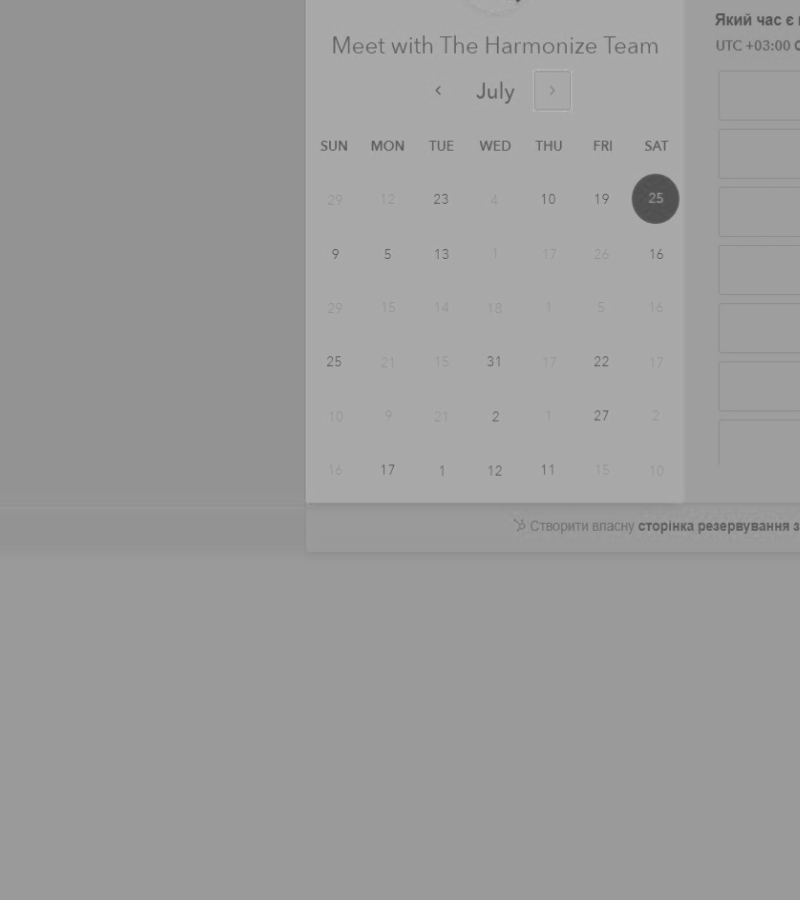 Meet with The Harmonize Team
July
SUN MON TUE WED THU FRI SAT
29 12 23 4 10 19 25
9 5 13 1 17 26 16
29 15 14 18 1 5 16
25 21 15 31 17 22 17
10 9 21 2 1 27 2
16 17 1 12 11 15 10
Який час є
UTC +03:00
Створити власну сторінка резервування з